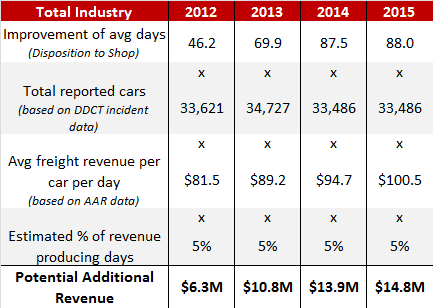 Total Industry 2012 2013 2014 2015
Improvement of avg days
(Disposition to Shop)
46.2 69.9 87.5 88.0
x x x x
Total reported cars
(based on DDCT incident
data)
33,621 34,727 33,486 33,486
x x x x
Avg freight revenue per
car per day
(based on AAR data)
$81.5 $89.2 $94.7 $100.5
x x x x
Estimated % of revenue
producing days
5% 5% 5% 5%
Potential Additional
Revenue
$6.3M $10.8M $13.9M $14.8M